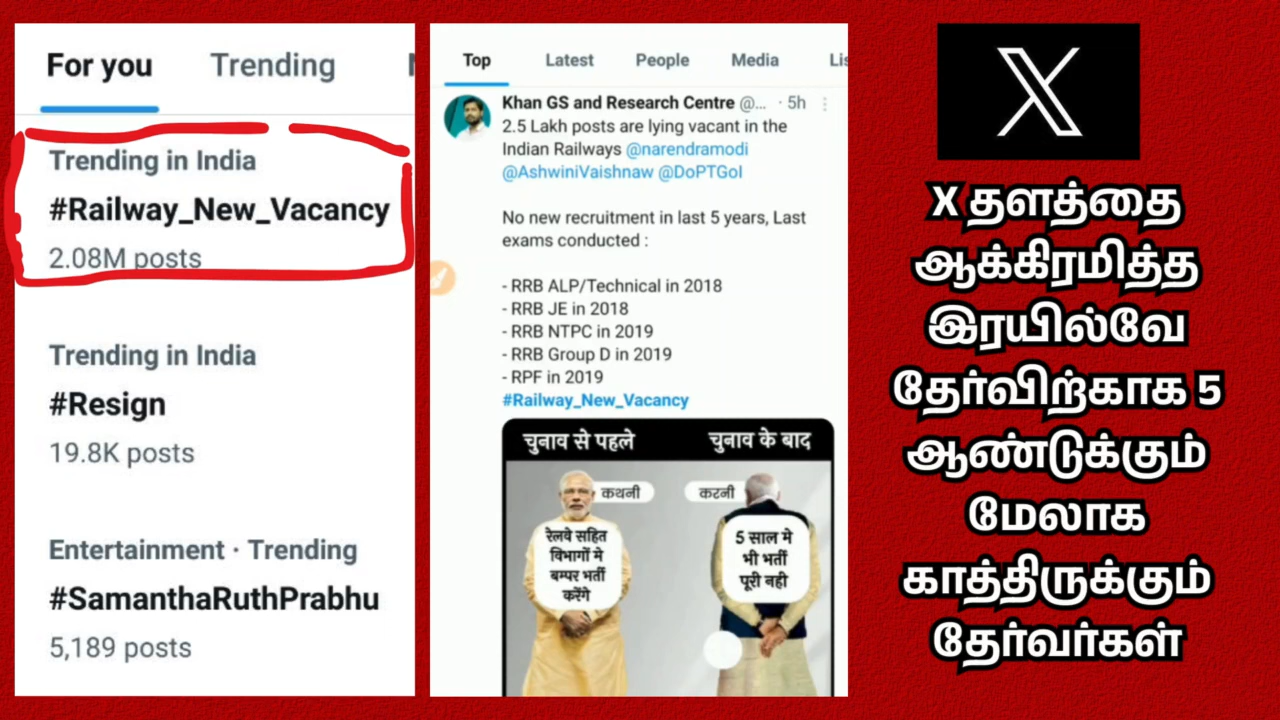 For you Trending
Trending in India
#Railway_New_Vacancy
2.08M posts
Trending in India
#Resign
19.8K posts
Entertainment · Trending
#SamanthaRuthPrabhu
5,189 posts
Top Latest People Media Lis
Khan GS and Research Centre @... · 5h
2.5 Lakh posts are lying vacant in the
Indian Railways @narendramodi
@AshwiniVaishnaw @DoPTGoI
No new recruitment in last 5 years, Last
exams conducted :
- RRB ALP/Technical in 2018
- RRB JE in 2018
- RRB NTPC in 2019
- RRB Group D in 2019
- RPF in 2019
#Railway_New_Vacancy
चुनाव से पहले
कथनी
रेलवे सहित
विभागों मे
बम्पर भर्ती
करेंगे
चुनाव के बाद
करनी
5 साल मे
भी भर्ती
पूरी नही
X
X தளத்தை
ஆக்கிரமித்த
இரயில்வே
தேர்விற்காக 5
ஆண்டுக்கும்
மேலாக
காத்திருக்கும்
தேர்வர்கள்